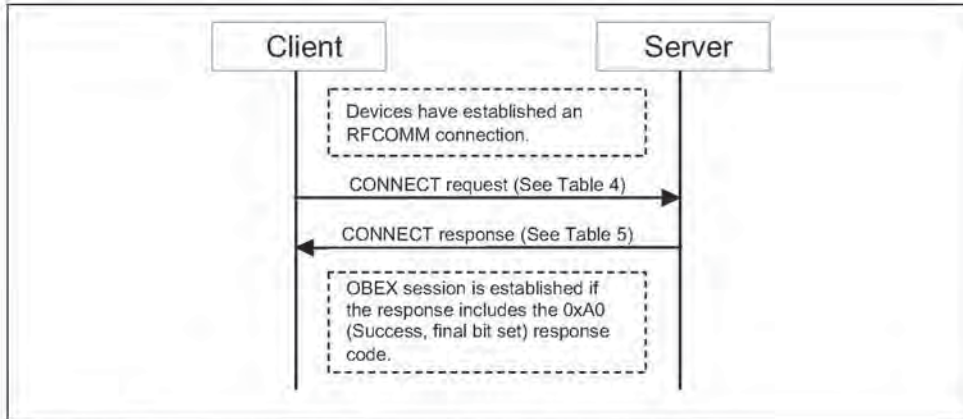 Client
Server
Devices have established an
RFCOMM connection.
CONNECT request (See Table 4)
CONNECT response (See Table 5)
OBEX session is established if
the response includes the 0xA0
(Success, final bit set) response
code.